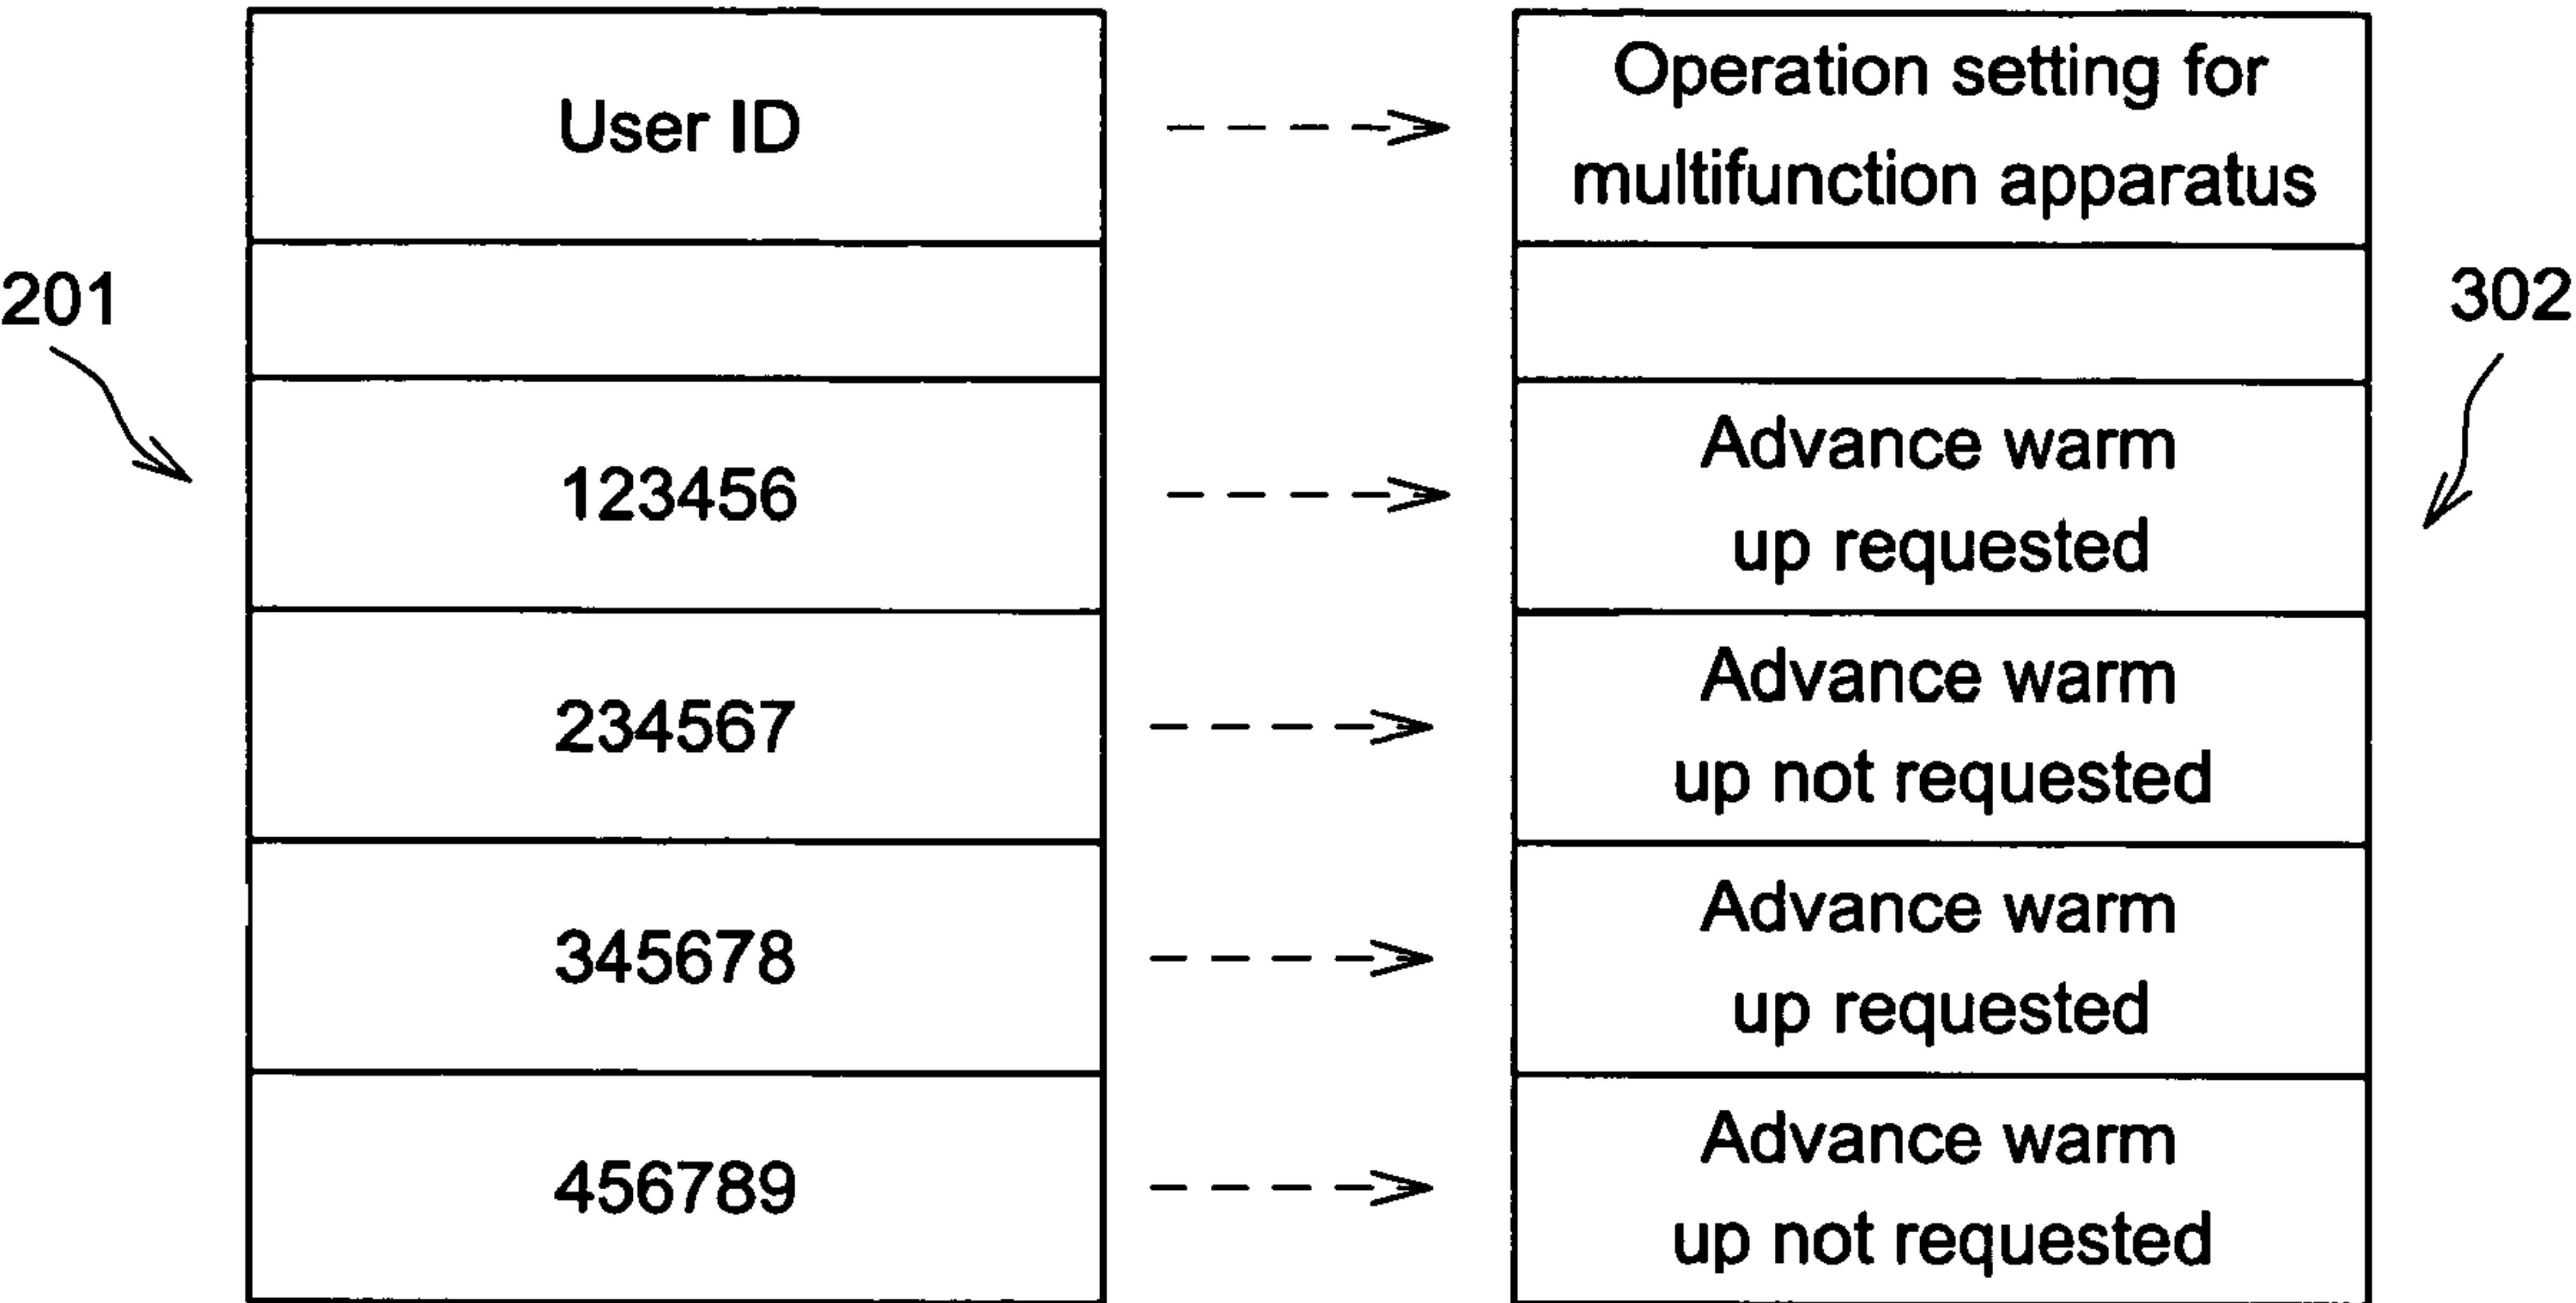 User ID
Operation setting for
multifunction apparatus
201
302
123456
Advance warm
up requested
234567
Advance warm
up not requested
345678
Advance warm
up requested
456789
Advance warm
up not requested